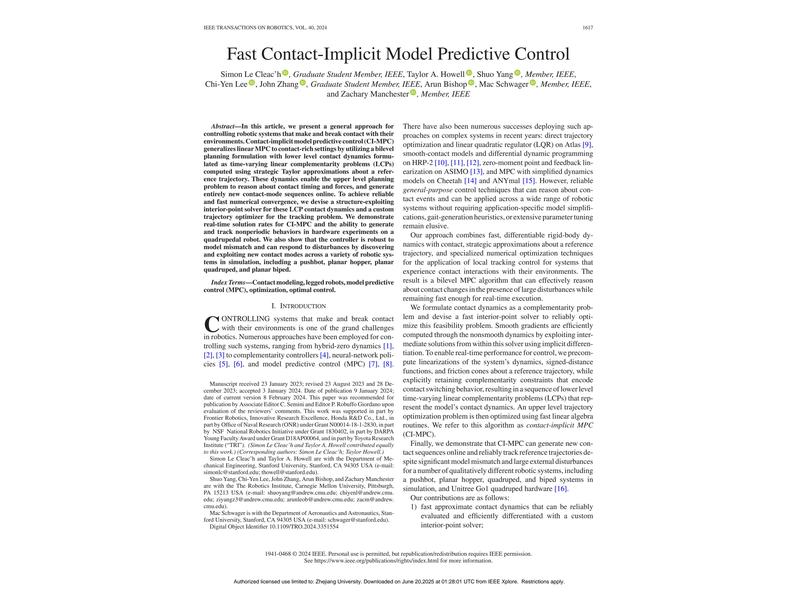 IEEE TRANSACTIONS ON ROBOTICS, VOL. 40, 2024
1617
Fast Contact-Implicit Model Predictive Control
Simon Le Cleac'h, Graduate Student Member, IEEE, Taylor A. Howell, Shuo Yang, Member, IEEE,
Chi-Yen Lee, John Zhang, Graduate Student Member, IEEE, Arun Bishop, Mac Schwager, Member, IEEE,
and Zachary Manchester, Member, IEEE
Abstract—In this article, we present a general approach for
controlling robotic systems that make and break contact with their
environments. Contact-implicit model predictive control (CI-MPC)
generalizes linear MPC to contact-rich settings by utilizing a bilevel
planning formulation with lower level contact dynamics formu-
lated as time-varying linear complementarity problems (LCPs)
computed using strategic Taylor approximations about a reference
trajectory. These dynamics enable the upper level planning
problem to reason about contact timing and forces, and generate
entirely new contact-mode sequences online. To achieve reliable
and fast numerical convergence, we devise a structure-exploiting
interior-point solver for these LCP contact dynamics and a custom
trajectory optimizer for the tracking problem. We demonstrate
real-time solution rates for CI-MPC and the ability to generate
and track nonperiodic behaviors in hardware experiments on a
quadrupedal robot. We also show that the controller is robust to
model mismatch and can respond to disturbances by discovering
and exploiting new contact modes across a variety of robotic sys-
tems in simulation, including a pushbot, planar hopper, planar
quadruped, and planar biped.
Index Terms—Contact modeling, legged robots, model predictive
control (MPC), optimization, optimal control.
I. INTRODUCTION
CONTROLLING systems that make and break contact
with their environments is one of the grand challenges
in robotics. Numerous approaches have been employed for con-
trolling such systems, ranging from hybrid-zero dynamics [1],
[2], [3] to complementarity controllers [4], neural-network poli-
cies [5], [6], and model predictive control (MPC) [7], [8].
Manuscript received 23 January 2023; revised 23 August 2023 and 28 De-
cember 2023; accepted 3 January 2024. Date of publication 9 January 2024;
date of current version 8 February 2024. This paper was recommended for
publication by Associate Editor C. Semini and Editor P. Robuffo Giordano upon
evaluation of the reviewers' comments. This work was supported in part by
Frontier Robotics, Innovative Research Excellence, Honda R&D Co., Ltd., in
part by Office of Naval Research (ONR) under Grant N00014-18-1-2830, in part
by NSF National Robotics Initiative under Grant 1830402, in part by DARPA
Young Faculty Award under Grant D18AP00064, and in part by Toyota Research
Institute ("TRI"). (Simon Le Cleac'h and Taylor A. Howell contributed equally
to this work.) (Corresponding authors: Simon Le Cleac'h; Taylor Howell.)
Simon Le Cleac'h and Taylor A. Howell are with the Department of Me-
chanical Engineering, Stanford University, Stanford, CA 94305 USA (e-mail:
simonlc@stanford.edu; thowell@stanford.edu).
Shuo Yang, Chi-Yen Lee, John Zhang, Arun Bishop, and Zachary Manchester
are with the The Robotics Institute, Carnegie Mellon University, Pittsburgh,
PA 15213 USA (e-mail: shuoyang@andrew.cmu.edu; chiyenl@andrew.cmu.
edu; ziyangz3@andrew.cmu.edu; arunleob@andrew.cmu.edu; zacm@andrew.
cmu.edu).
Mac Schwager is with the Department of Aeronautics and Astronautics, Stan-
ford University, Stanford, CA 94305 USA (e-mail: schwager@stanford.edu).
Digital Object Identifier 10.1109/TRO.2024.3351554
There have also been numerous successes deploying such ap-
proaches on complex systems in recent years: direct trajectory
optimization and linear quadratic regulator (LQR) on Atlas [9],
smooth-contact models and differential dynamic programming
on HRP-2 [10], [11], [12], zero-moment point and feedback lin-
earization on ASIMO [13], and MPC with simplified dynamics
models on Cheetah [14] and ANYmal [15]. However, reliable
general-purpose control techniques that can reason about con-
tact events and can be applied across a wide range of robotic
systems without requiring application-specific model simplifi-
cations, gait-generation heuristics, or extensive parameter tuning
remain elusive.
Our approach combines fast, differentiable rigid-body dy-
namics with contact, strategic approximations about a reference
trajectory, and specialized numerical optimization techniques
for the application of local tracking control for systems that
experience contact interactions with their environments. The
result is a bilevel MPC algorithm that can effectively reason
about contact changes in the presence of large disturbances while
remaining fast enough for real-time execution.
We formulate contact dynamics as a complementarity prob-
lem and devise a fast interior-point solver to reliably opti-
mize this feasibility problem. Smooth gradients are efficiently
computed through the nonsmooth dynamics by exploiting inter-
mediate solutions from within this solver using implicit differen-
tiation. To enable real-time performance for control, we precom-
pute linearizations of the system's dynamics, signed-distance
functions, and friction cones about a reference trajectory, while
explicitly retaining complementarity constraints that encode
contact switching behavior, resulting in a sequence of lower level
time-varying linear complementarity problems (LCPs) that rep-
resent the model's contact dynamics. An upper level trajectory
optimization problem is then optimized using fast linear algebra
routines. We refer to this algorithm as contact-implicit MPC
(CI-MPC).
Finally, we demonstrate that CI-MPC can generate new con-
tact sequences online and reliably track reference trajectories de-
spite significant model mismatch and large external disturbances
for a number of qualitatively different robotic systems, including
a pushbot, planar hopper, quadruped, and biped systems in
simulation, and Unitree Go1 quadruped hardware [16].
Our contributions are as follows:
1) fast approximate contact dynamics that can be reliably
evaluated and efficiently differentiated with a custom
interior-point solver;
1941-0468 © 2024 IEEE. Personal use is permitted, but republication/redistribution requires IEEE permission.
See https://www.ieee.org/publications/rights/index.html for more information.
Authorized licensed use limited to: Zhejiang University. Downloaded on June 20,2025 at 01:28:01 UTC from IEEE Xplore. Restrictions apply.